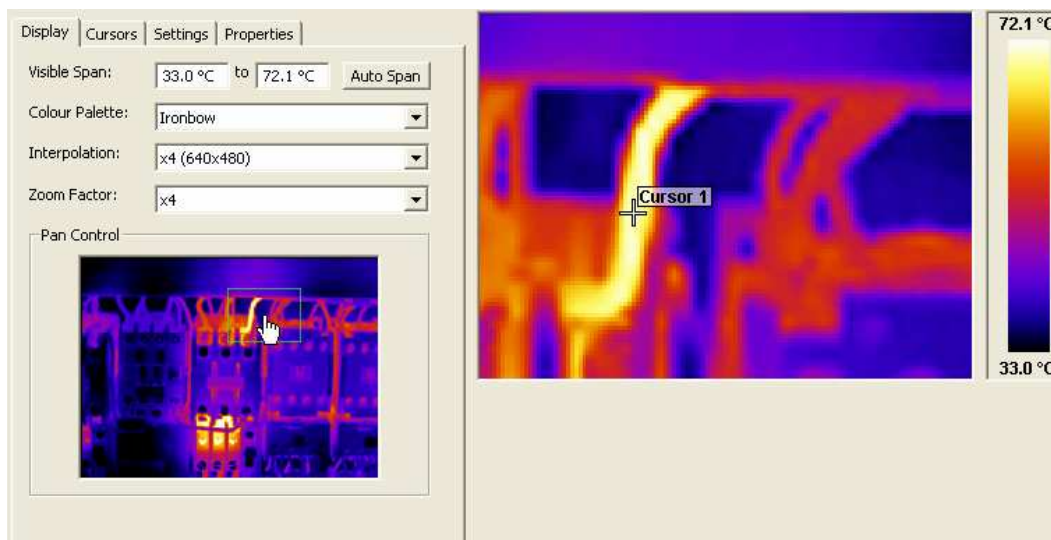 Display Cursors Settings Properties
Visible Span: 33.0 °C to 72.1 °C Auto Span
Colour Palette: Ironbow
Interpolation: x4 (640x480)
Zoom Factor: x4
Pan Control
Cursor 1
72.1 °C
33.0 °C